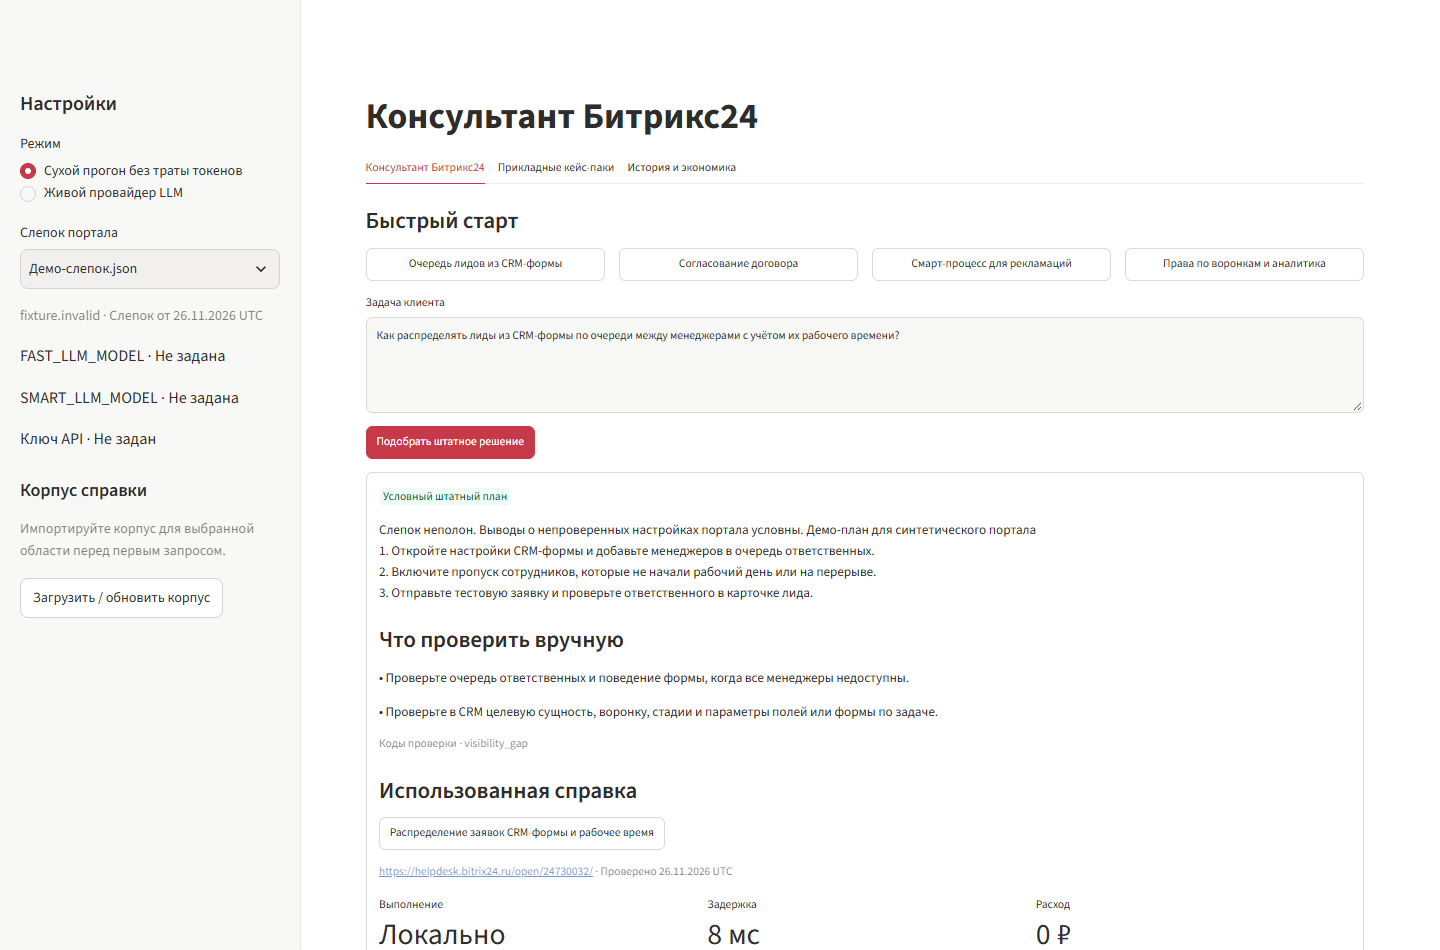 Настройки
Режим
Сухой прогон без траты токенов
Живой провайдер LLM
Слепок портала
Демо-слепок.json
fixture.invalid · Слепок от 26.11.2026 UTC
FAST_LLM_MODEL · Не задана
SMART_LLM_MODEL · Не задана
Ключ API · Не задан
Корпус справки
Импортируйте корпус для выбранной
области перед первым запросом.
Загрузить / обновить корпус
Консультант Битрикс24
Консультант Битрикс24 Прикладные кейс-паки История и экономика
Быстрый старт
Очередь лидов из CRM-формы Согласование договора Смарт-процесс для рекламаций Права по воронкам и аналитика
Задача клиента
Как распределять лиды из CRM-формы по очереди между менеджерами с учётом их рабочего времени?
Подобрать штатное решение
Условный штатный план
Слепок неполон. Выводы о непроверенных настройках портала условны. Демо-план для синтетического портала
1. Откройте настройки CRM-формы и добавьте менеджеров в очередь ответственных.
2. Включите пропуск сотрудников, которые не начали рабочий день или на перерыве.
3. Отправьте тестовую заявку и проверьте ответственного в карточке лида.
Что проверить вручную
• Проверьте очередь ответственных и поведение формы, когда все менеджеры недоступны.
• Проверьте в CRM целевую сущность, воронку, стадии и параметры полей или формы по задаче.
Коды проверки · visibility_gap
Использованная справка
Распределение заявок CRM-формы и рабочее время
https://helpdesk.bitrix24.ru/open/24730032/ · Проверено 26.11.2026 UTC
Выполнение Задержка Расход
Локально 8 мс 0 ₽